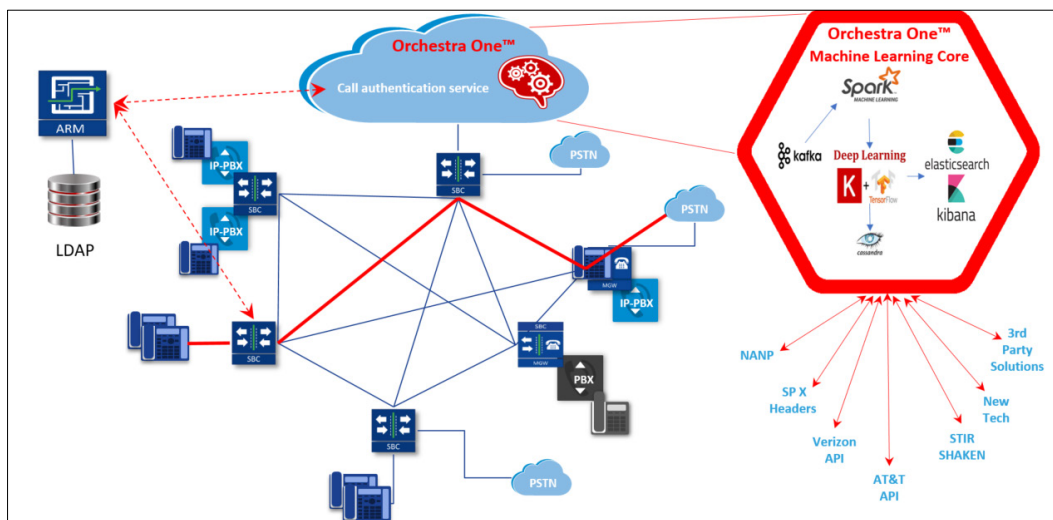 Orchestra One™
Call authentication service
Orchestra One™
Machine Learning Core
Spark
MACHINE LEARNING
kafka
Deep Learning
K
+
TensorFlow
elasticsearch
kibana
cassandra
ARM
LDAP
IP-PBX
SBC
IP-PBX
SBC
PSTN
PSTN
MGW
IP-PBX
SBC
SBC
MGW
PBX
SBC
PSTN
NANP
SP X
Headers
Verizon
API
AT&T
API
STIR
SHAKEN
New
Tech
3rd
Party
Solutions